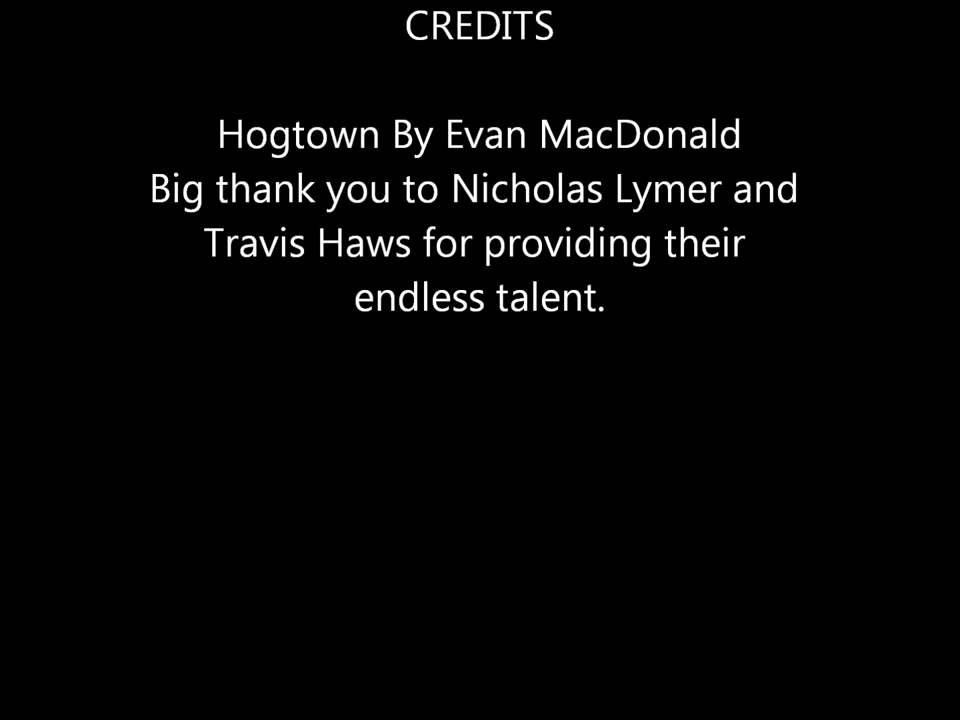 CREDITS
Hogtown By Evan MacDonald
Big thank you to Nicholas Lymer and
Travis Haws for providing their
endless talent.